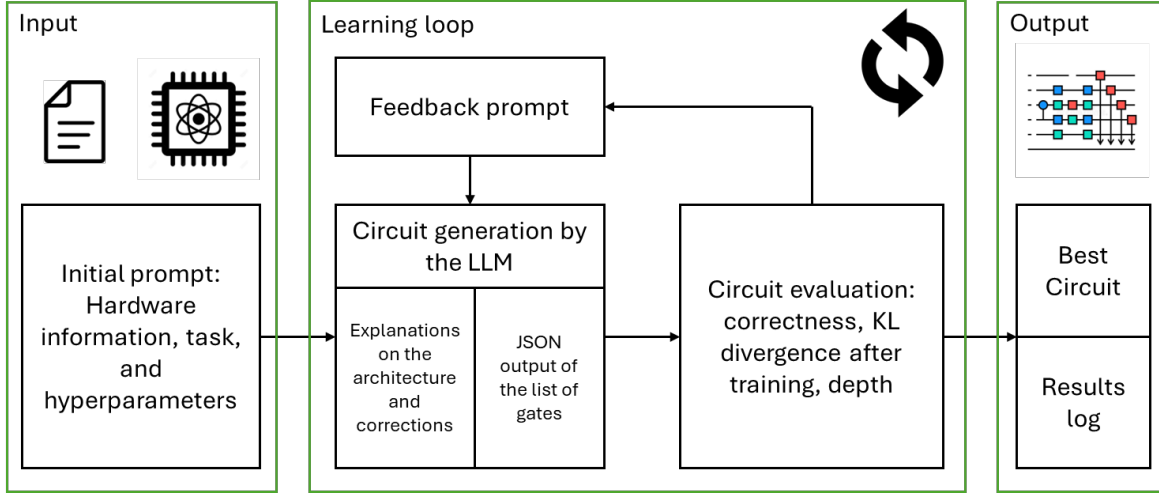 Input
Initial prompt:
Hardware
information, task,
and
hyperparameters
Learning loop
Feedback prompt
Circuit generation by
the LLM
Explanations
on the
architecture
and
corrections
JSON
output of
the list of
gates
Circuit evaluation:
correctness, KL
divergence after
training, depth
Output
Best
Circuit
Results
log